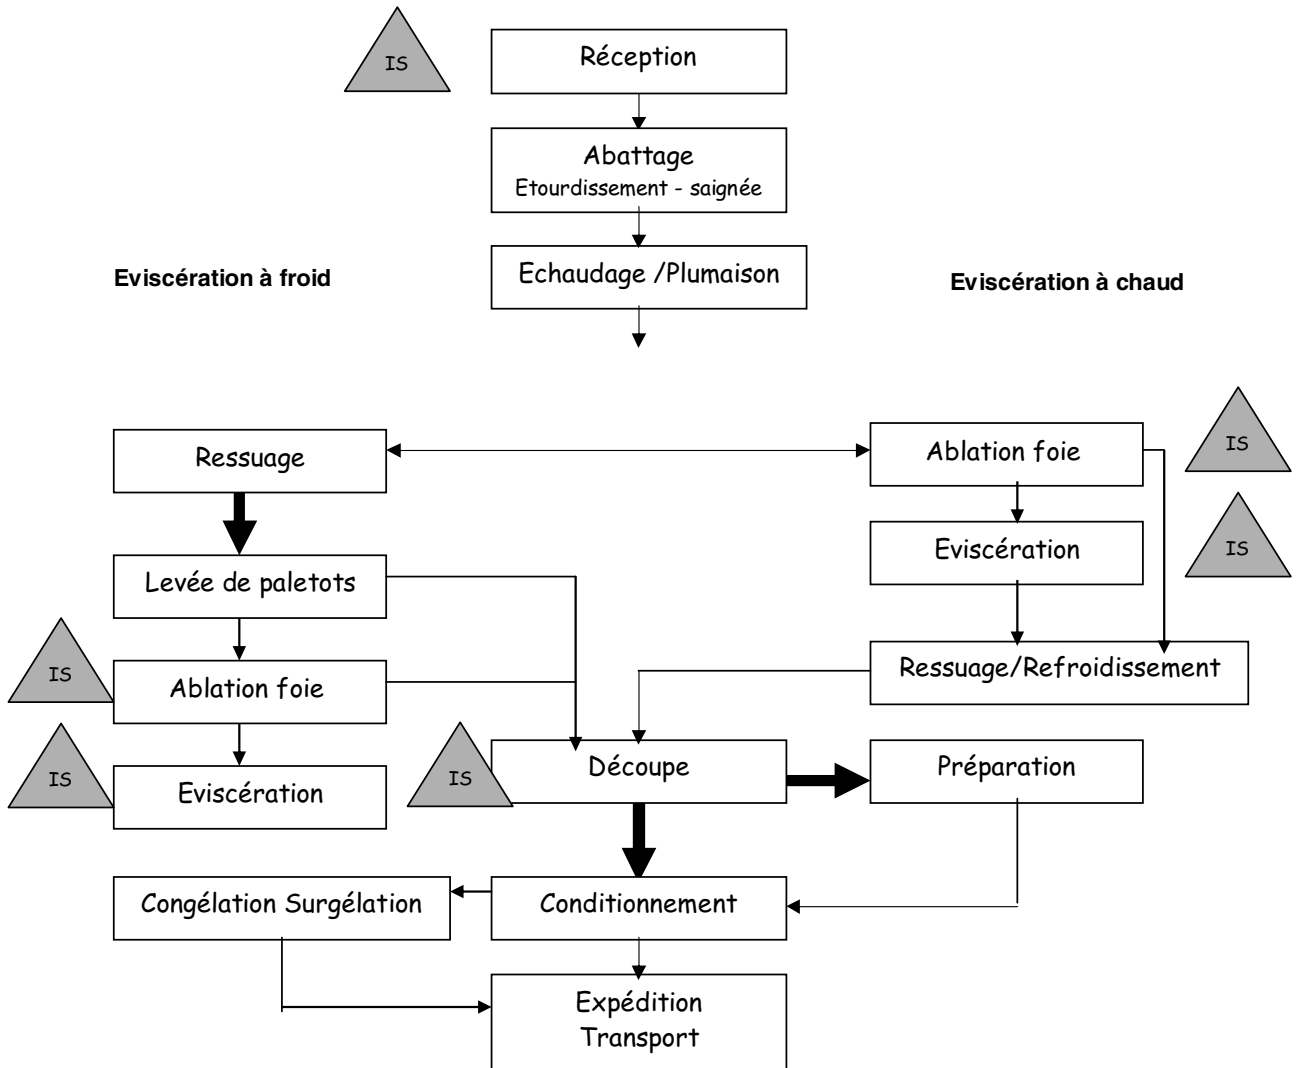 IS
Réception
Abattage
Etourdissement - saignée
Eviscération à froid
Echaudage /Plumaison
Eviscération à chaud
Ressuage
Ablation foie
IS
Eviscération
IS
Levée de paletots
IS
Ablation foie
Ressuage/Refroidissement
IS
Eviscération
IS
Découpe
Préparation
Congélation Surgélation
Conditionnement
Expédition
Transport